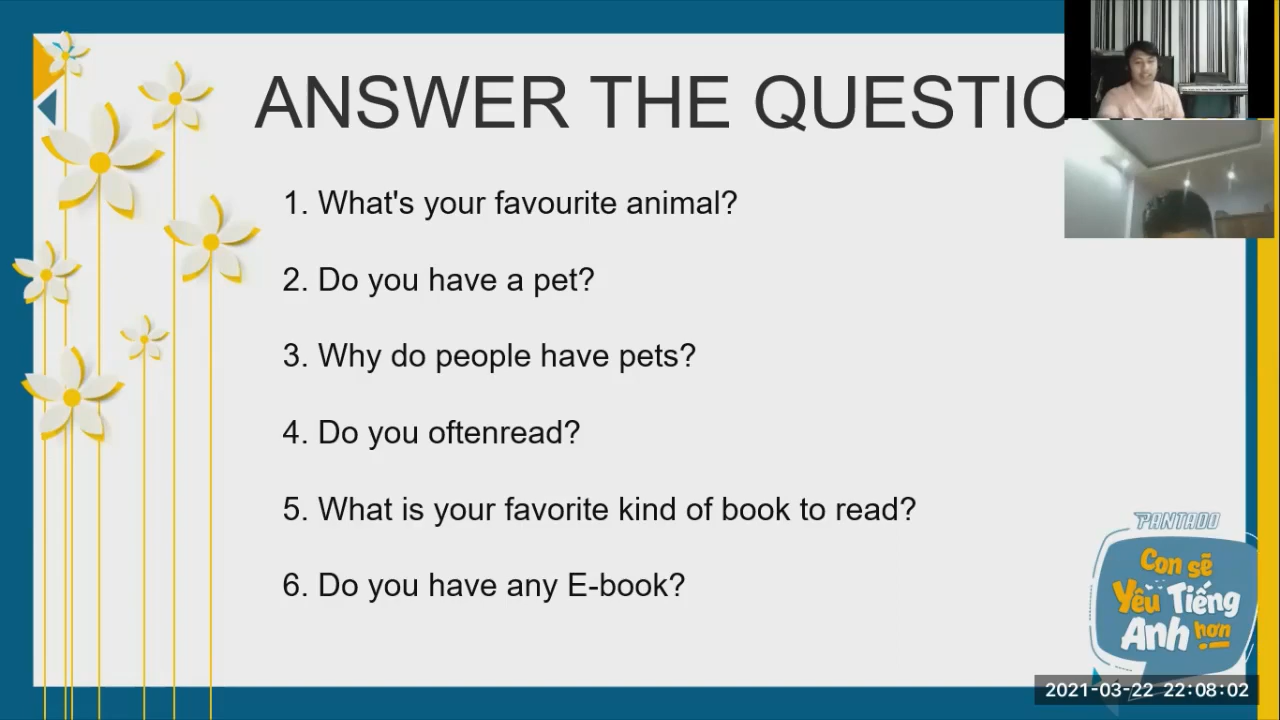 ANSWER THE QUESTIO
1. What's your favourite animal?
2. Do you have a pet?
3. Why do people have pets?
4. Do you oftenread?
5. What is your favorite kind of book to read?
6. Do you have any E-book?
PANTADO
Con sẽ
Yêu Tiếng
Anh hơn
2021-03-22 22:08:02